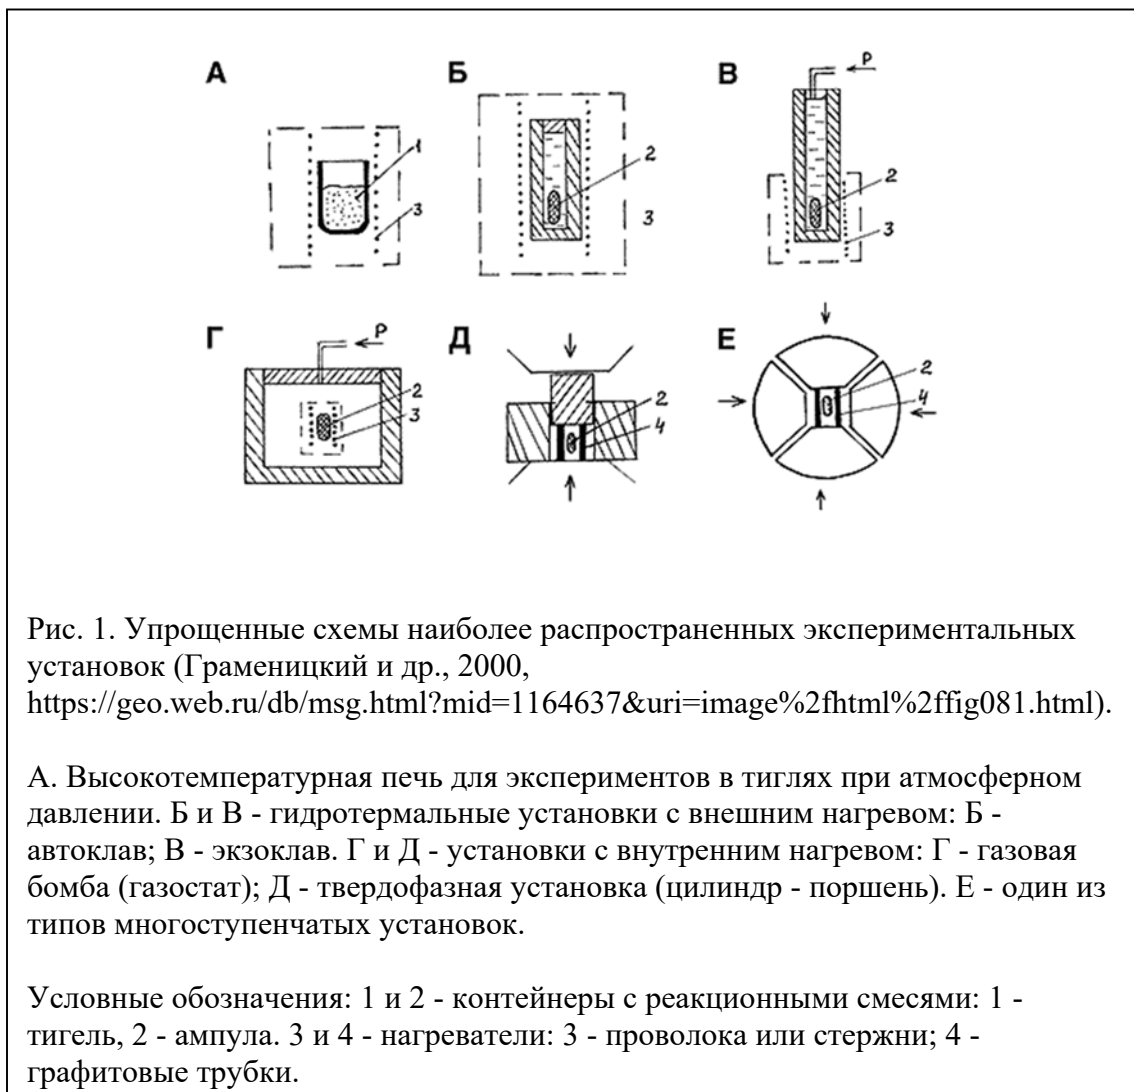 А Б В
P
1
2
3
2
3
2
3
Г Д Е
P
2
3
2
4
2
4
Рис. 1. Упрощенные схемы наиболее распространенных экспериментальных
установок (Граменицкий и др., 2000,
https://geo.web.ru/db/msg.html?mid=1164637&uri=image%2fhtml%2ffig081.html).
А. Высокотемпературная печь для экспериментов в тиглях при атмосферном
давлении. Б и В - гидротермальные установки с внешним нагревом: Б -
автоклав; В - экзоклав. Г и Д - установки с внутренним нагревом: Г - газовая
бомба (газостат); Д - твердофазная установка (цилиндр - поршень). Е - один из
типов многоступенчатых установок.
Условные обозначения: 1 и 2 - контейнеры с реакционными смесями: 1 -
тигель, 2 - ампула. 3 и 4 - нагреватели: 3 - проволока или стержни; 4 -
графитовые трубки.